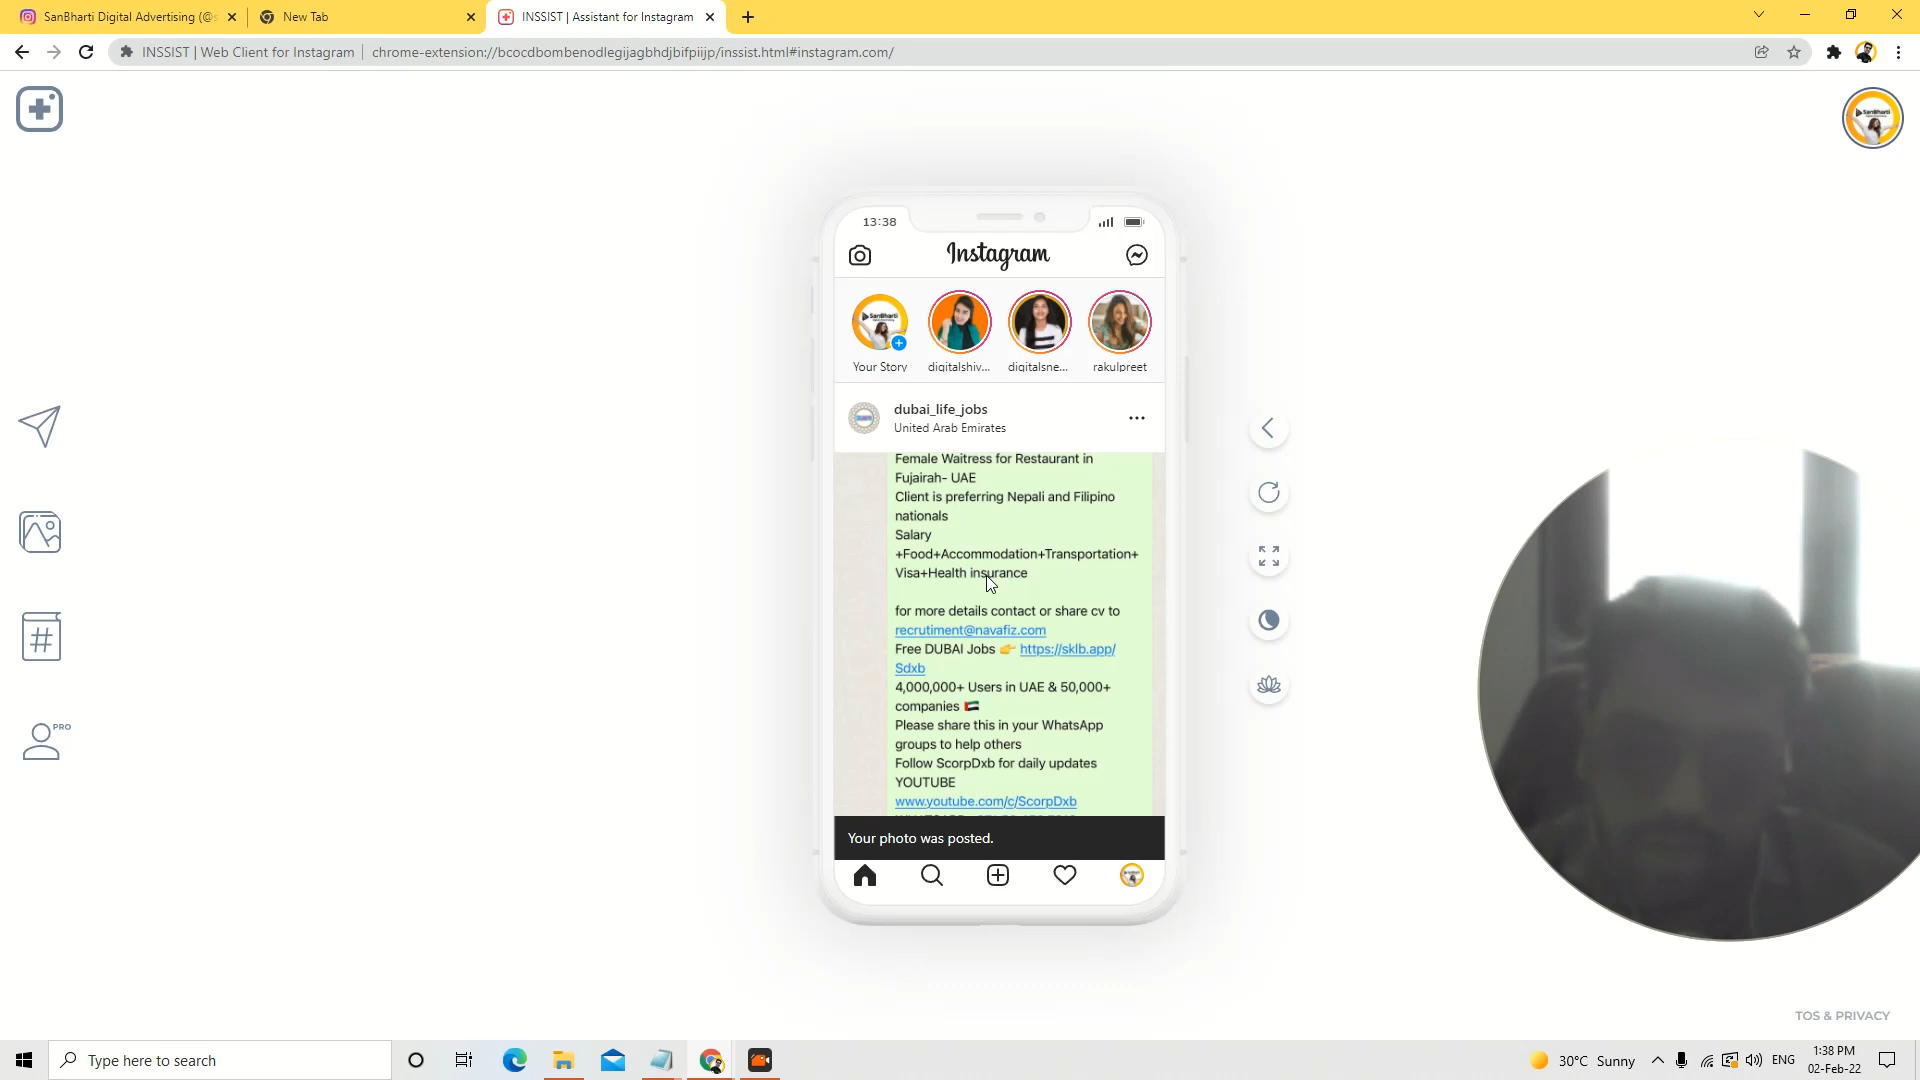 SanBharti Digital Advertising (@s
New Tab
INSSIST | Assistant for Instagram
INSSIST | Web Client for Instagram
chrome-extension://bcocdbombenodlegijagbhdjbifpiijp/inssist.html#instagram.com/
SanBharti
13:38
Instagram
SanBharti
Your Story
digitalshiv...
digitalsne...
rakulpreet
dubai_life_jobs
United Arab Emirates
Female Waitress for Restaurant in
Fujairah- UAE
Client is preferring Nepali and Filipino
nationals
Salary
+Food+Accommodation+Transportation+
Visa+Health insurance
for more details contact or share cv to
recrutiment@navafiz.com
Free DUBAI Jobs 👉 https://sklb.app/
Sdxb
4,000,000+ Users in UAE & 50,000+
companies 🇦🇪
Please share this in your WhatsApp
groups to help others
Follow ScorpDxb for daily updates
YOUTUBE
www.youtube.com/c/ScorpDxb
Your photo was posted.
PRO
TOS & PRIVACY
Type here to search
30°C Sunny
ENG
1:38 PM
02-Feb-22